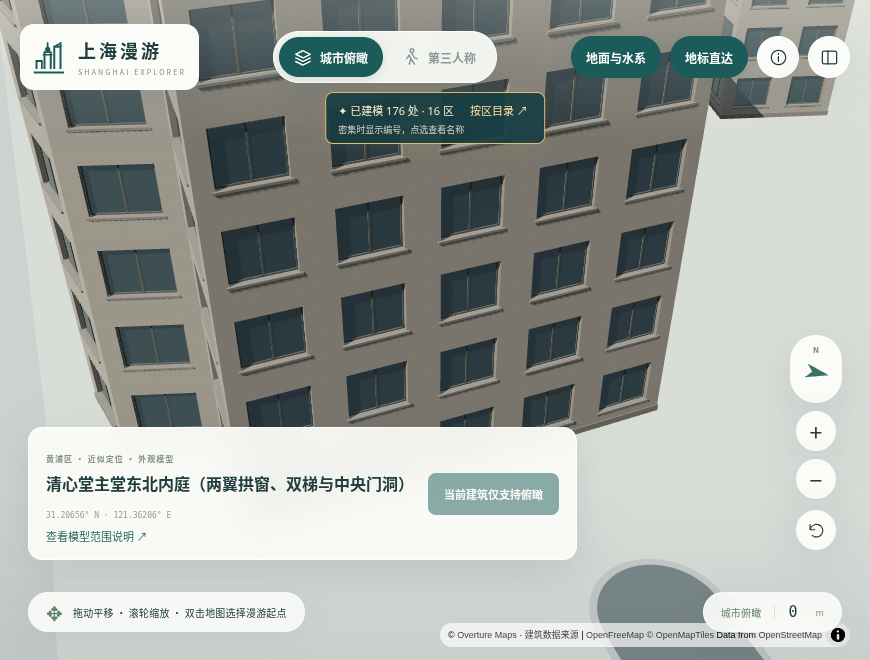 上海漫游
SHANGHAI EXPLORER
城市俯瞰
第三人称
地面与水系
地标直达
✦ 已建模 176 处 · 16 区 按区目录 ↗
密集时显示编号，点选查看名称
N
黄浦区 · 近似定位 · 外观模型
清心堂主堂东北内庭（两翼拱窗、双梯与中央门洞）
当前建筑仅支持俯瞰
31.20656° N · 121.36206° E
查看模型范围说明 ↗
拖动平移 · 滚轮缩放 · 双击地图选择漫游起点
城市俯瞰 0 m
© Overture Maps · 建筑数据来源 | OpenFreeMap © OpenMapTiles Data from OpenStreetMap